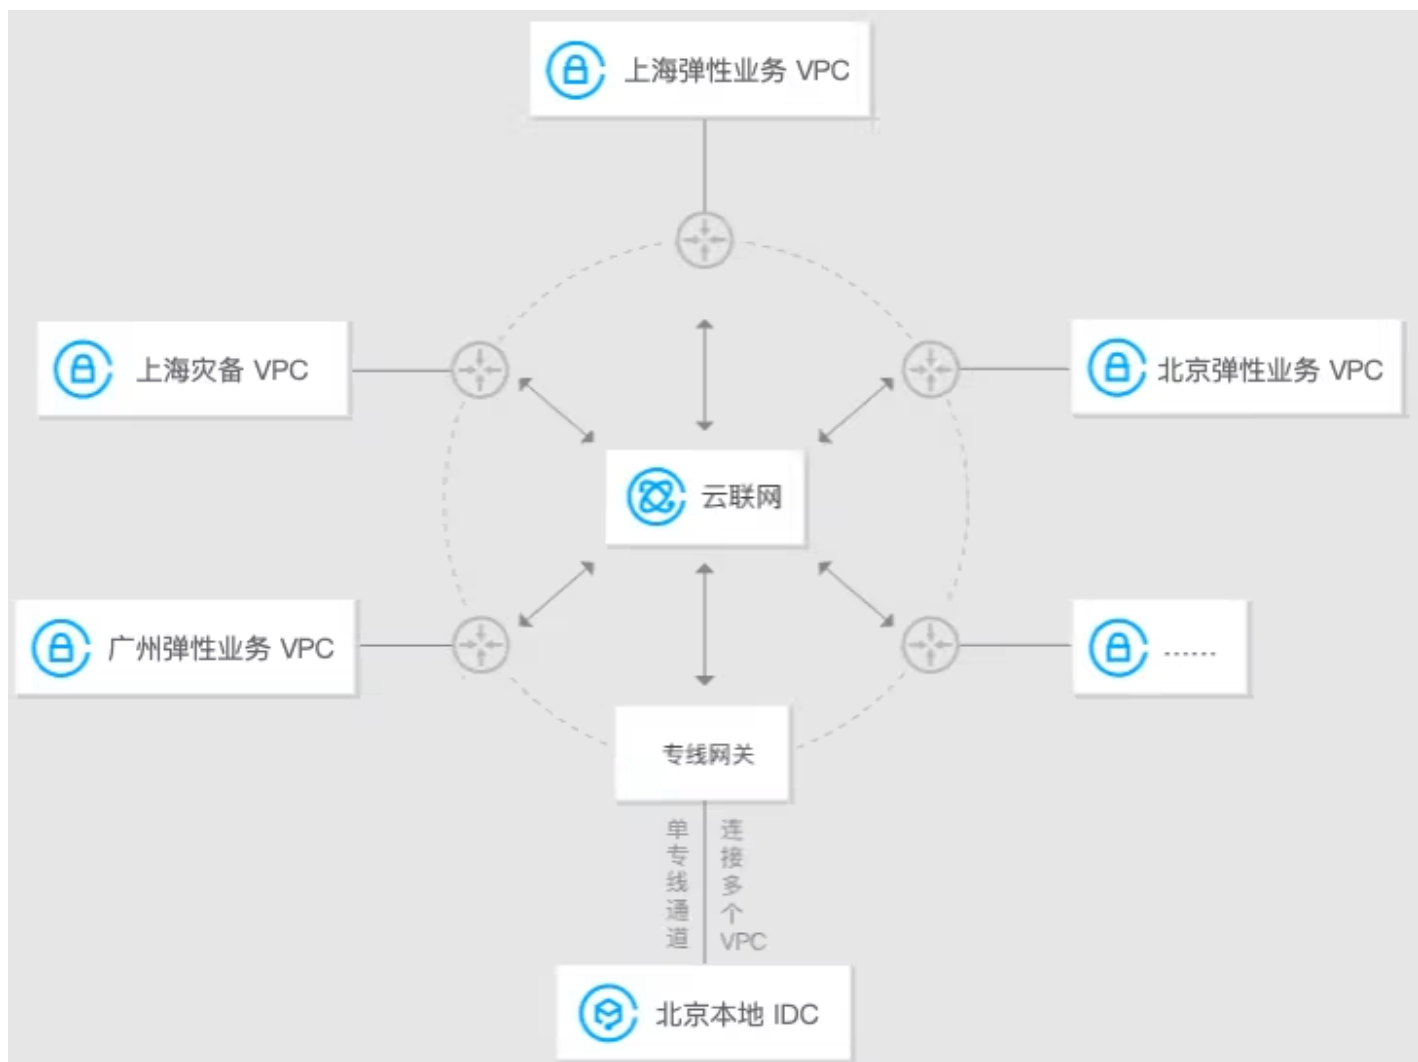 上海弹性业务 VPC
上海灾备 VPC
北京弹性业务 VPC
云联网
广州弹性业务 VPC
......
专线网关
单专线通道
连接多个VPC
北京本地 IDC